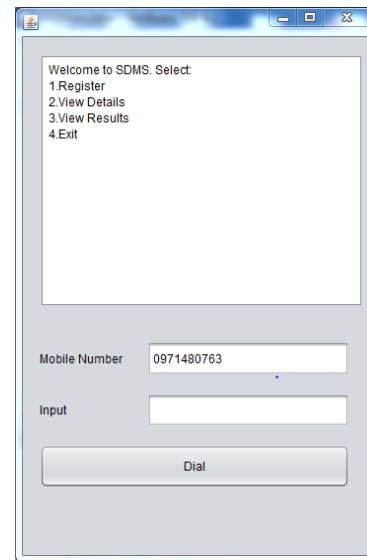 Welcome to SDMS. Select:
1.Register
2.View Details
3.View Results
4.Exit
Mobile Number 0971480763
Input
Dial